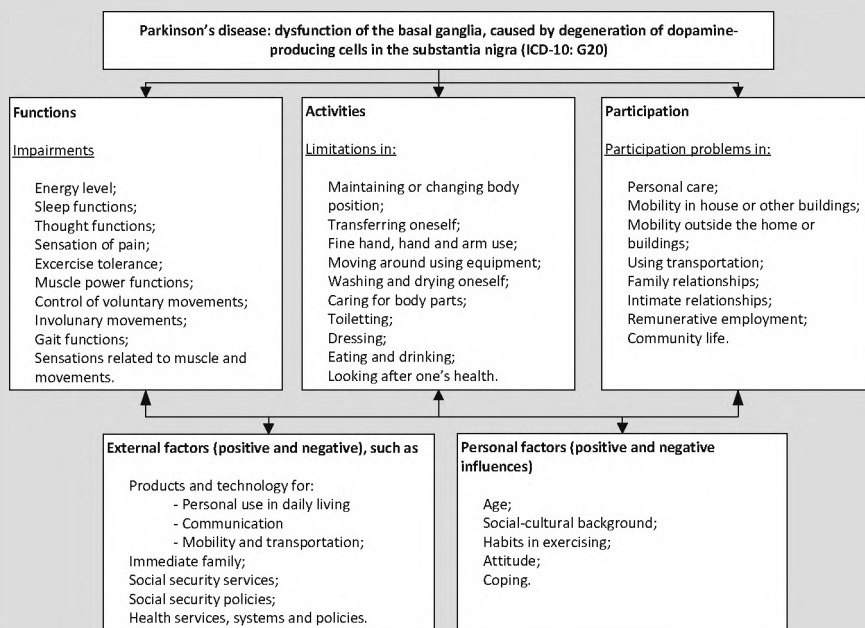 Parkinson's disease: dysfunction of the basal ganglia, caused by degeneration of dopamine-
producing cells in the substantia nigra (ICD-10: G20)
Functions
Impairments
Energy level;
Sleep functions;
Thought functions;
Sensation of pain;
Excercise tolerance;
Muscle power functions;
Control of voluntary movements;
Involunary movements;
Gait functions;
Sensations related to muscle and
movements.
Activities
Limitations in:
Maintaining or changing body
position;
Transferring oneself;
Fine hand, hand and arm use;
Moving around using equipment;
Washing and drying oneself;
Caring for body parts;
Toiletting;
Dressing;
Eating and drinking;
Looking after one's health.
Participation
Participation problems in:
Personal care;
Mobility in house or other buildings;
Mobility outside the home or
buildings;
Using transportation;
Family relationships;
Intimate relationships;
Remunerative employment;
Community life.
External factors (positive and negative), such as
Products and technology for:
- Personal use in daily living
- Communication
- Mobility and transportation;
Immediate family;
Social security services;
Social security policies;
Health services, systems and policies.
Personal factors (positive and negative
influences)
Age;
Social-cultural background;
Habits in exercising;
Attitude;
Coping.